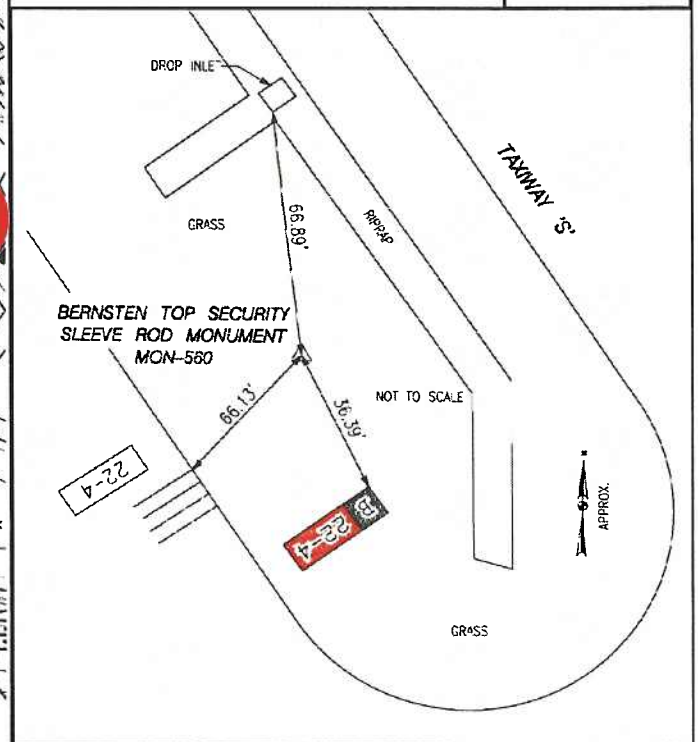 DROP INLE
TAXIWAY 'S'
66.89'
RIPRAP
GRASS
BERNSTEN TOP SECURITY
SLEEVE ROD MONUMENT
MON-560
66.13'
36.39'
NOT TO SCALE
22-4
22-4
B
APPROX.
GRASS